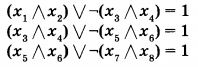 (x₁ ∧ x₂) ∨ ¬(x₃ ∧ x₄) = 1
(x₃ ∧ x₄) ∨ ¬(x₅ ∧ x₆) = 1
(x₅ ∧ x₆) ∨ ¬(x₇ ∧ x₈) = 1